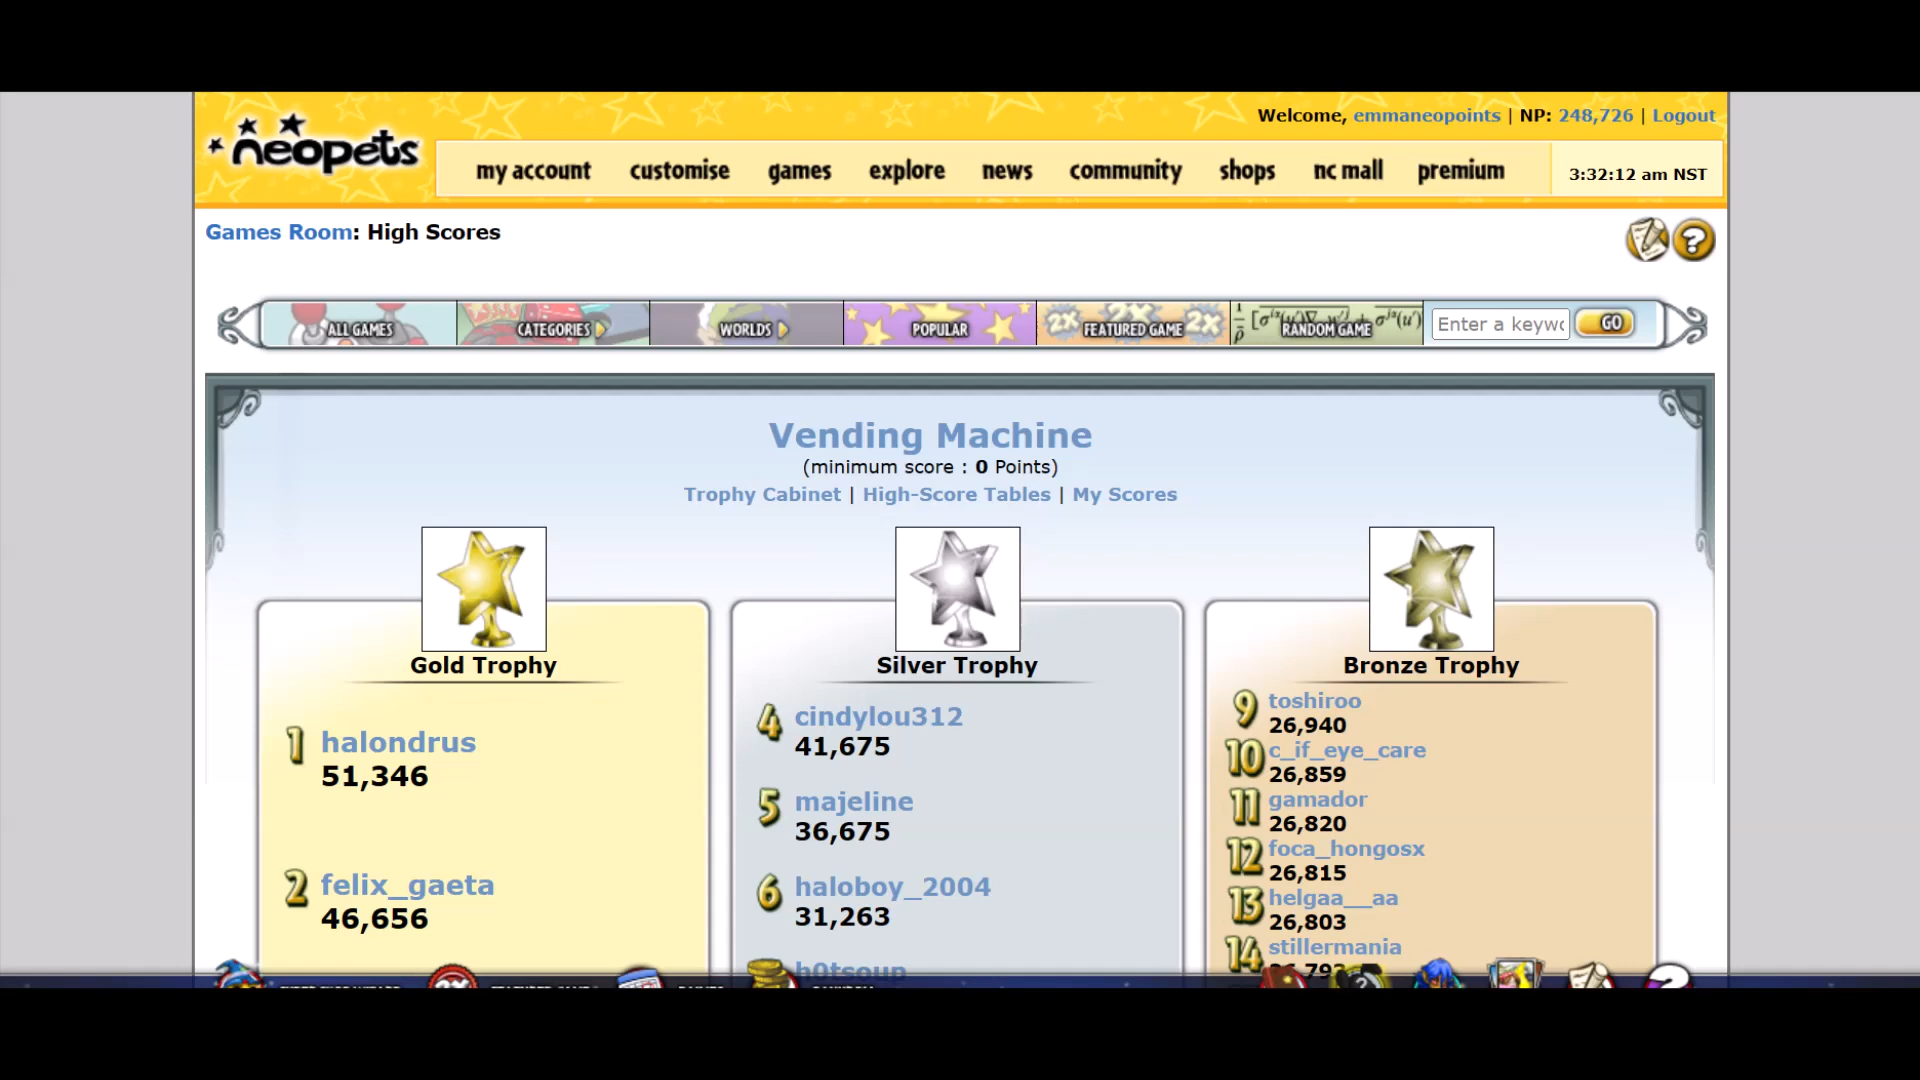 neopets
Welcome, emmaneopoints | NP: 248,726 | Logout
my account customise games explore news community shops nc mall premium
3:32:12 am NST
Games Room: High Scores
ALL GAMES CATEGORIES WORLDS POPULAR FEATURED GAME RANDOM GAME Enter a keywo GO
Vending Machine
(minimum score : 0 Points)
Trophy Cabinet | High-Score Tables | My Scores
Gold Trophy
1 halondrus
51,346
2 felix_gaeta
46,656
Silver Trophy
4 cindylou312
41,675
5 majeline
36,675
6 haloboy_2004
31,263
h0tsoup
Bronze Trophy
9 toshiroo
26,940
10 c_if_eye_care
26,859
11 gamador
26,820
12 foca_hongosx
26,815
13 helgaa__aa
26,803
14 stillermania